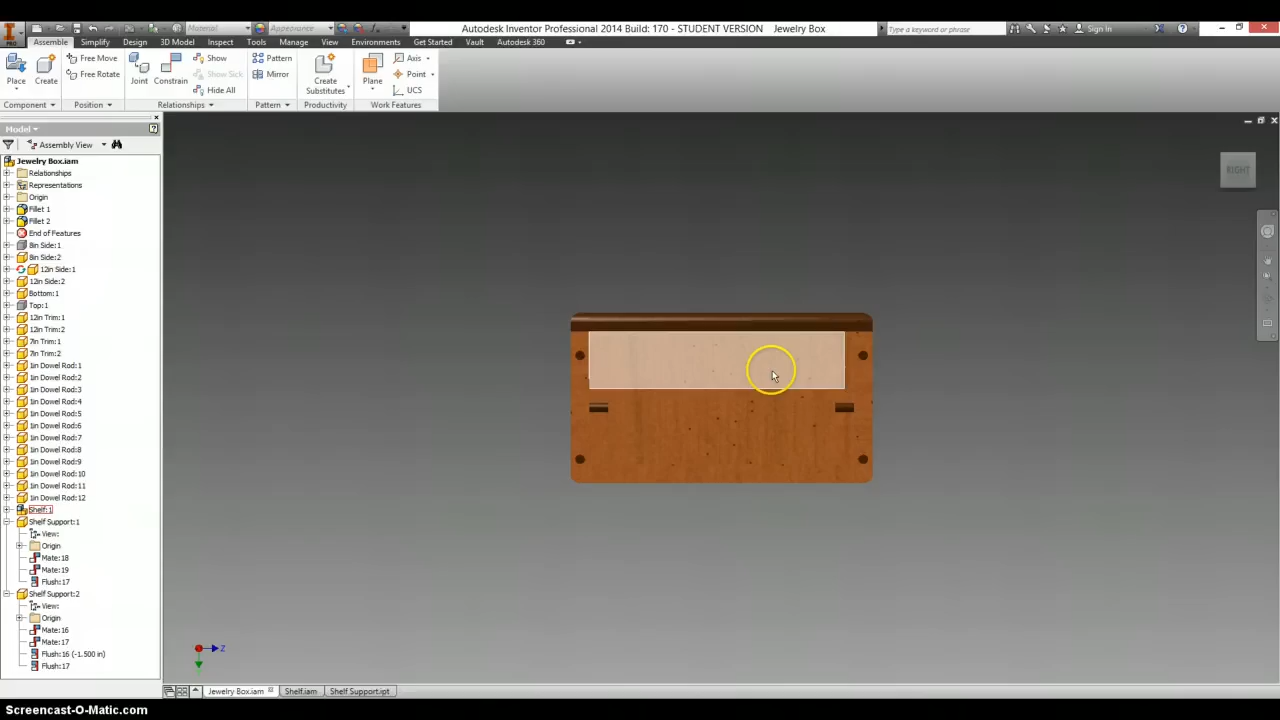 PRO
Material
Appearance
Autodesk Inventor Professional 2014 Build: 170 - STUDENT VERSION Jewelry Box
Type a keyword or phrase
Sign In
Assemble Simplify Design 3D Model Inspect Tools Manage View Environments Get Started Vault Autodesk 360
Place
Create
Free Move
Free Rotate
Joint
Constrain
Show
Show Sick
Hide All
Pattern
Mirror
Create
Substitutes
Plane
Axis
Point
UCS
Component Position Relationships Pattern Productivity Work Features
Model
Assembly View
Jewelry Box.iam
Relationships
Representations
Origin
Fillet 1
Fillet 2
End of Features
8in Side:1
8in Side:2
12in Side:1
12in Side:2
Bottom:1
Top:1
12in Trim:1
12in Trim:2
7in Trim:1
7in Trim:2
1in Dowel Rod:1
1in Dowel Rod:2
1in Dowel Rod:3
1in Dowel Rod:4
1in Dowel Rod:5
1in Dowel Rod:6
1in Dowel Rod:7
1in Dowel Rod:8
1in Dowel Rod:9
1in Dowel Rod:10
1in Dowel Rod:11
1in Dowel Rod:12
Shelf:1
Shelf Support:1
View:
Origin
Mate:18
Mate:19
Flush:17
Shelf Support:2
View:
Origin
Mate:16
Mate:17
Flush:16 (-1.500 in)
Flush:17
RIGHT
Z
Jewelry Box.iam Shelf.iam Shelf Support.ipt
Screencast-O-Matic.com